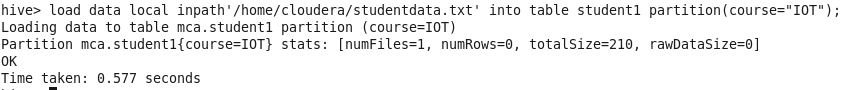 hive> load data local inpath'/home/cloudera/studentdata.txt' into table student1 partition(course="IOT");
Loading data to table mca.student1 partition (course=IOT)
Partition mca.student1{course=IOT} stats: [numFiles=1, numRows=0, totalSize=210, rawDataSize=0]
OK
Time taken: 0.577 seconds